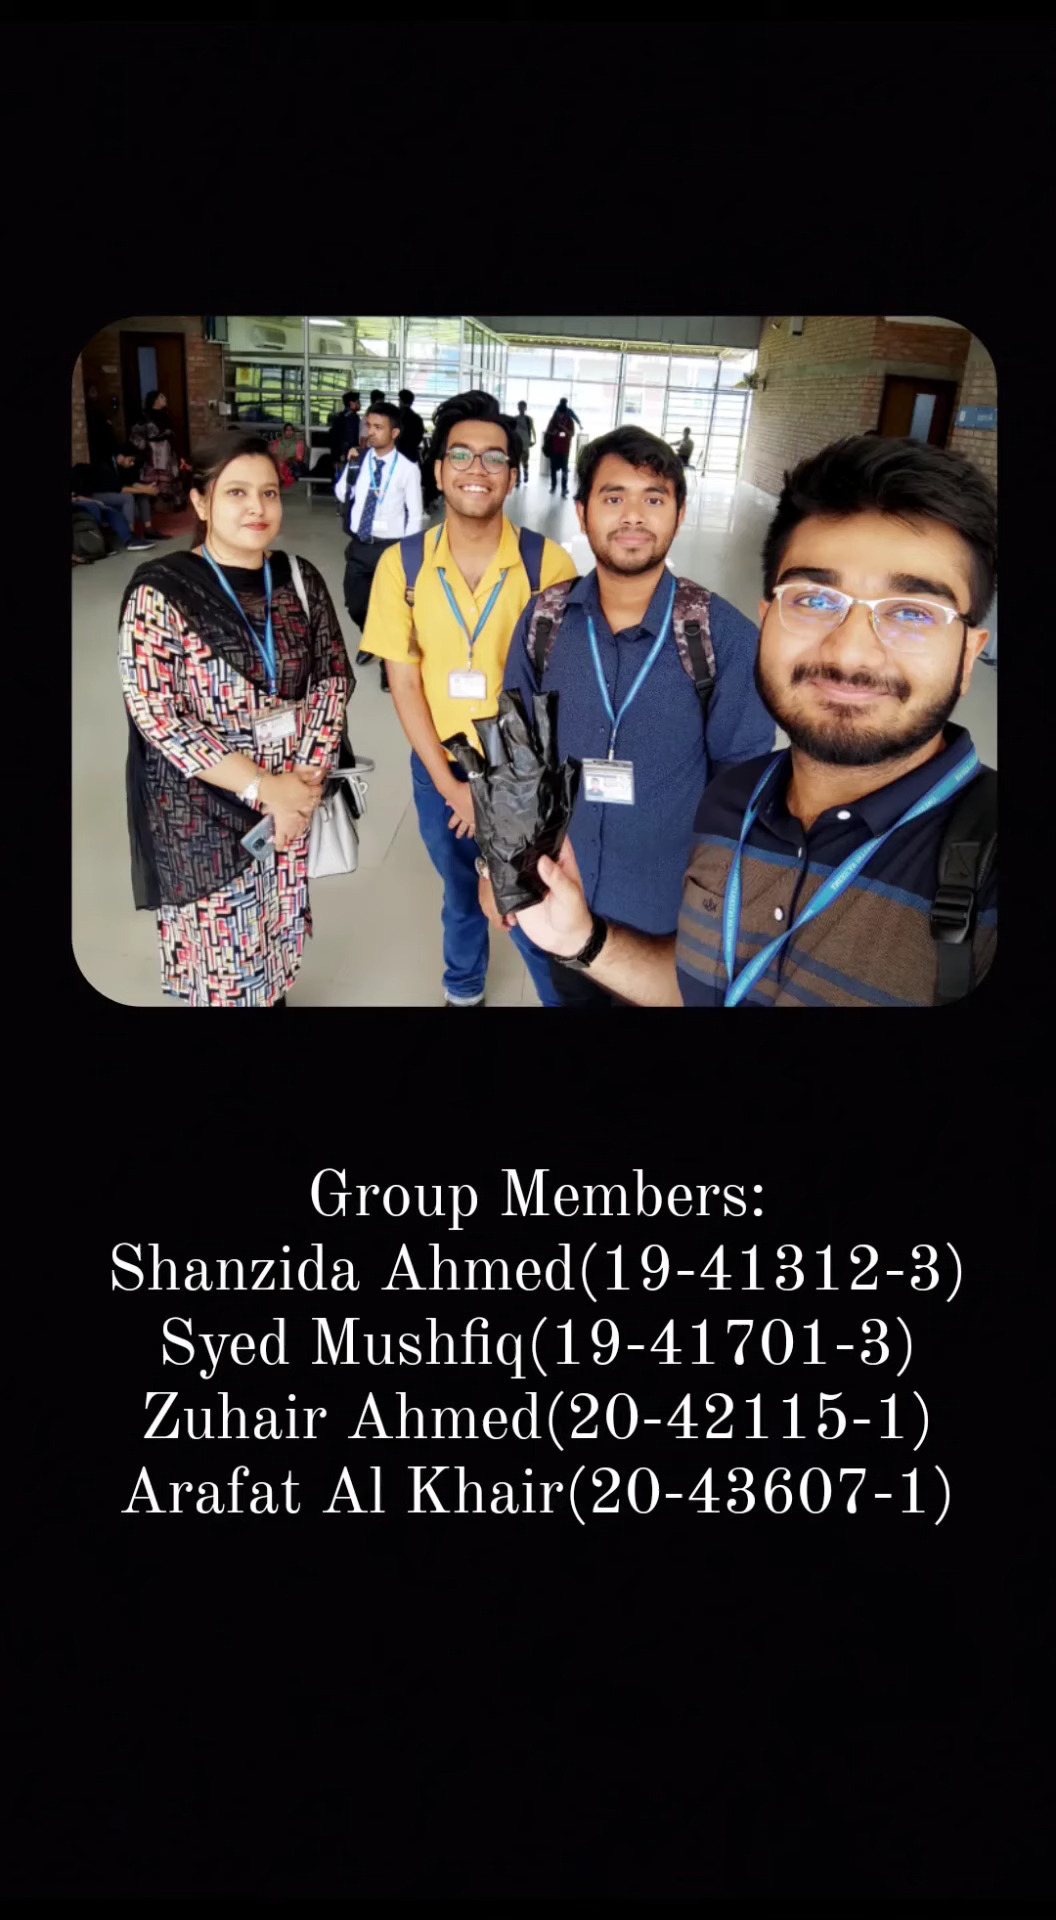 Group Members:
Shanzida Ahmed(19-41312-3)
Syed Mushfiq(19-41701-3)
Zuhair Ahmed(20-42115-1)
Arafat Al Khair(20-43607-1)